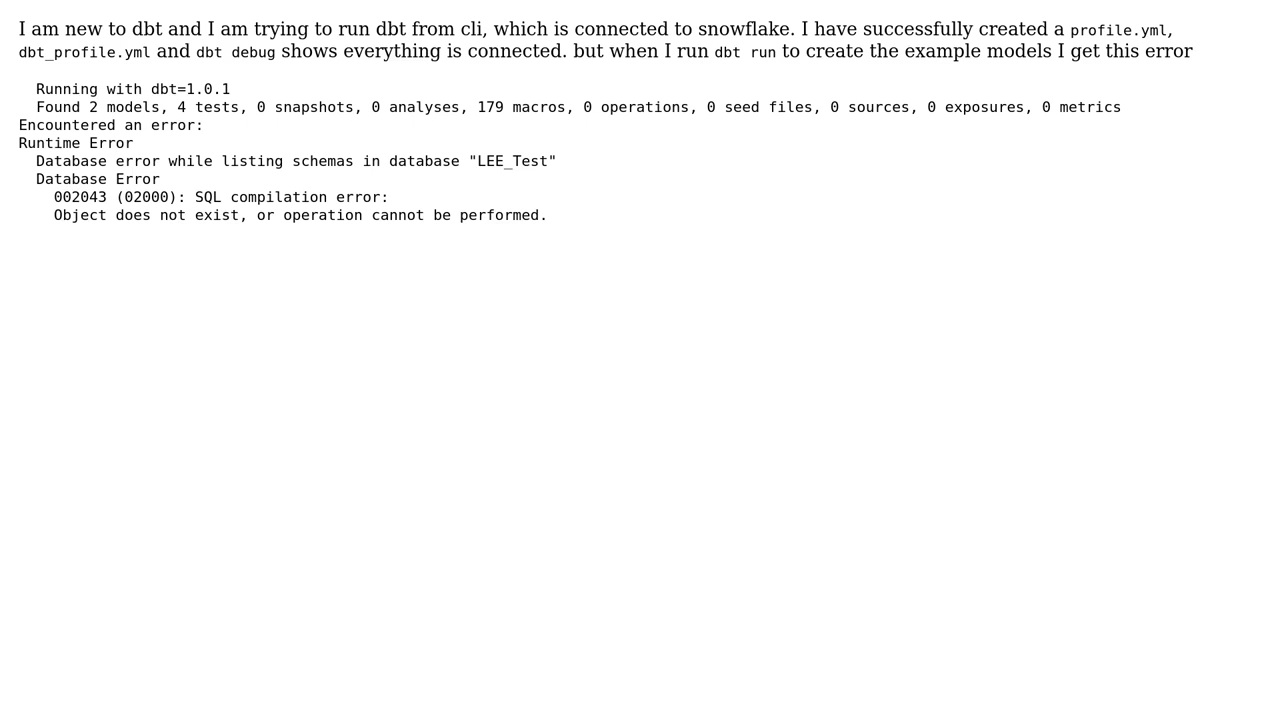 I am new to dbt and I am trying to run dbt from cli, which is connected to snowflake. I have successfully created a profile.yml,
dbt_profile.yml and dbt debug shows everything is connected. but when I run dbt run to create the example models I get this error
  Running with dbt=1.0.1
  Found 2 models, 4 tests, 0 snapshots, 0 analyses, 179 macros, 0 operations, 0 seed files, 0 sources, 0 exposures, 0 metrics
Encountered an error:
Runtime Error
  Database error while listing schemas in database "LEE_Test"
  Database Error
    002043 (02000): SQL compilation error:
    Object does not exist, or operation cannot be performed.